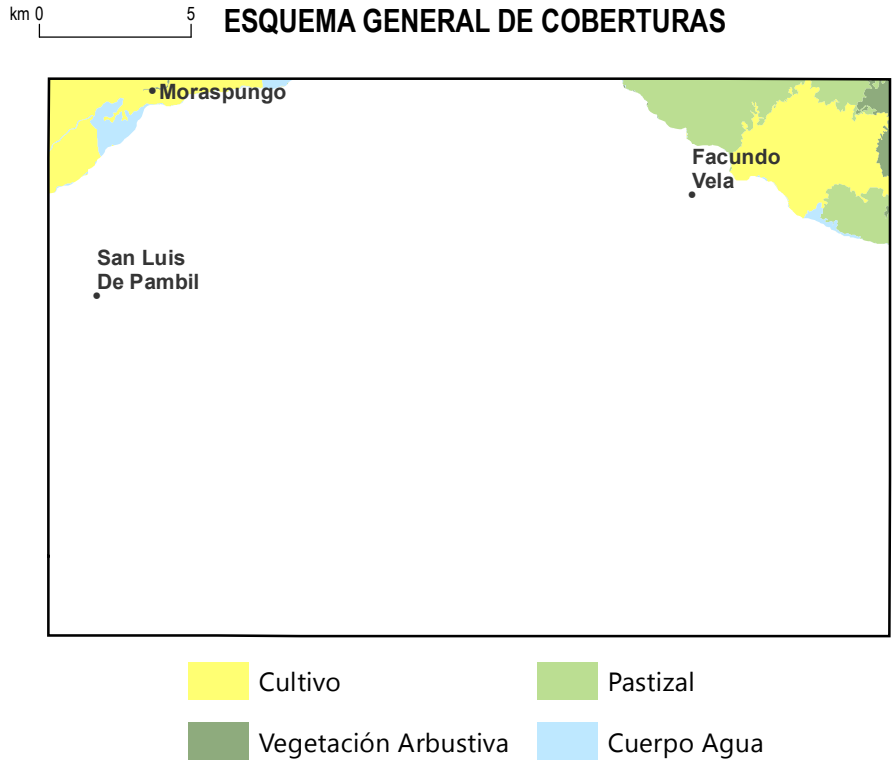 km 0 5
ESQUEMA GENERAL DE COBERTURAS
Moraspungo
Facundo
Vela
San Luis
De Pambil
Cultivo
Pastizal
Vegetación Arbustiva
Cuerpo Agua